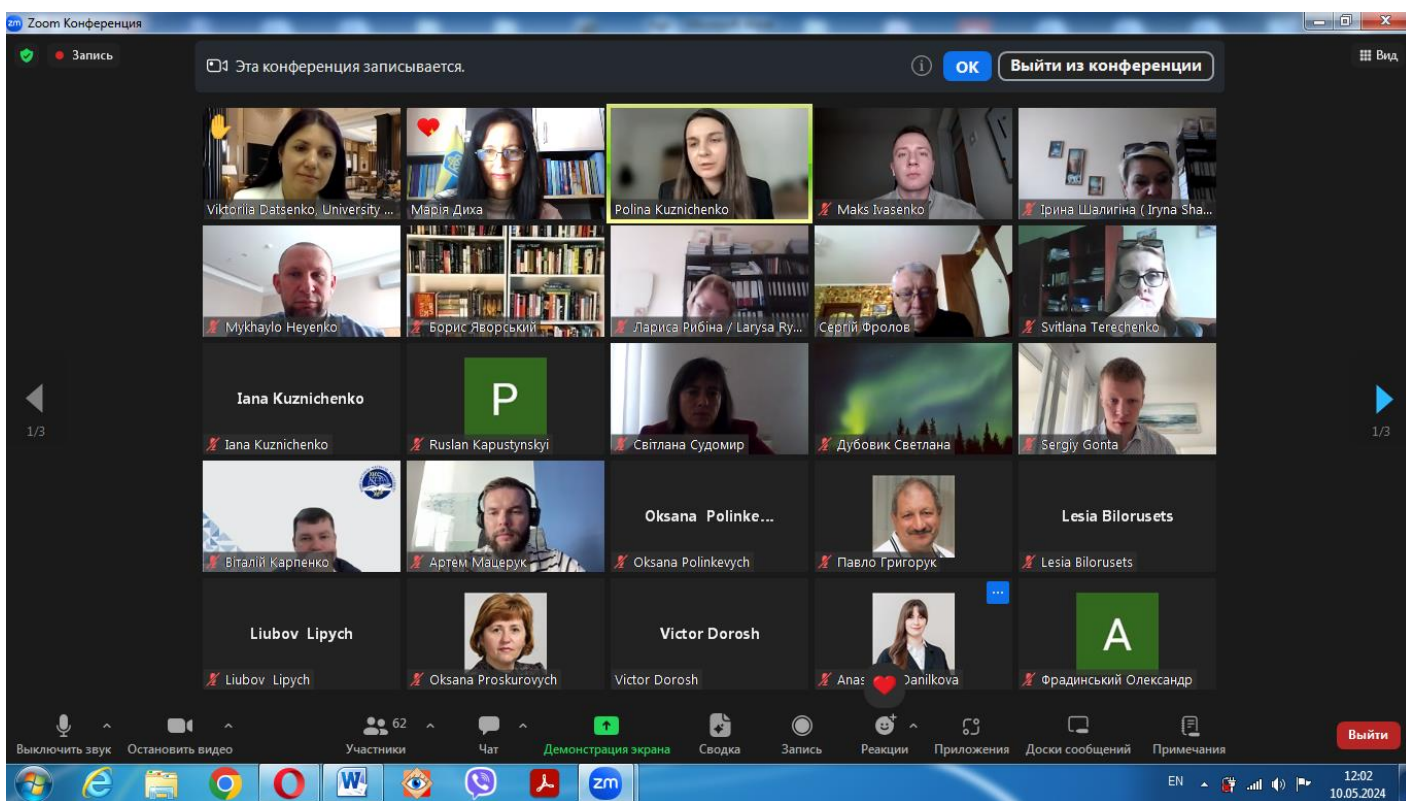 Zoom Конференция
Запись
Эта конференция записывается.
OK
Выйти из конференции
Вид
Viktoriia Datsenko, University ...
Марія Диха
Polina Kuznichenko
Maks Ivasenko
Ірина Шалигіна ( Iryna Sha...
Mykhaylo Heyenko
Борис Яворський
Лариса Рибіна / Larysa Ry...
Сергій Фролов
Svitlana Terechenko
Iana Kuznichenko
Iana Kuznichenko
P
Ruslan Kapustynskyi
Світлана Судомир
Дубовик Светлана
Sergiy Gonta
1/3
1/3
Віталій Карпенко
Артем Мацерук
Oksana Polinke...
Oksana Polinkevych
Павло Григорук
Lesia Bilorusets
Lesia Bilorusets
Liubov Lipych
Liubov Lipych
Oksana Proskurovych
Victor Dorosh
Victor Dorosh
Danilkova
А
Фрадинський Олександр
Выключить звук
Остановить видео
62
Участники
Чат
Демонстрация экрана
Сводка
Запись
Реакции
Приложения
Доски сообщений
Примечания
Выйти
W
zm
EN
12:02
10.05.2024